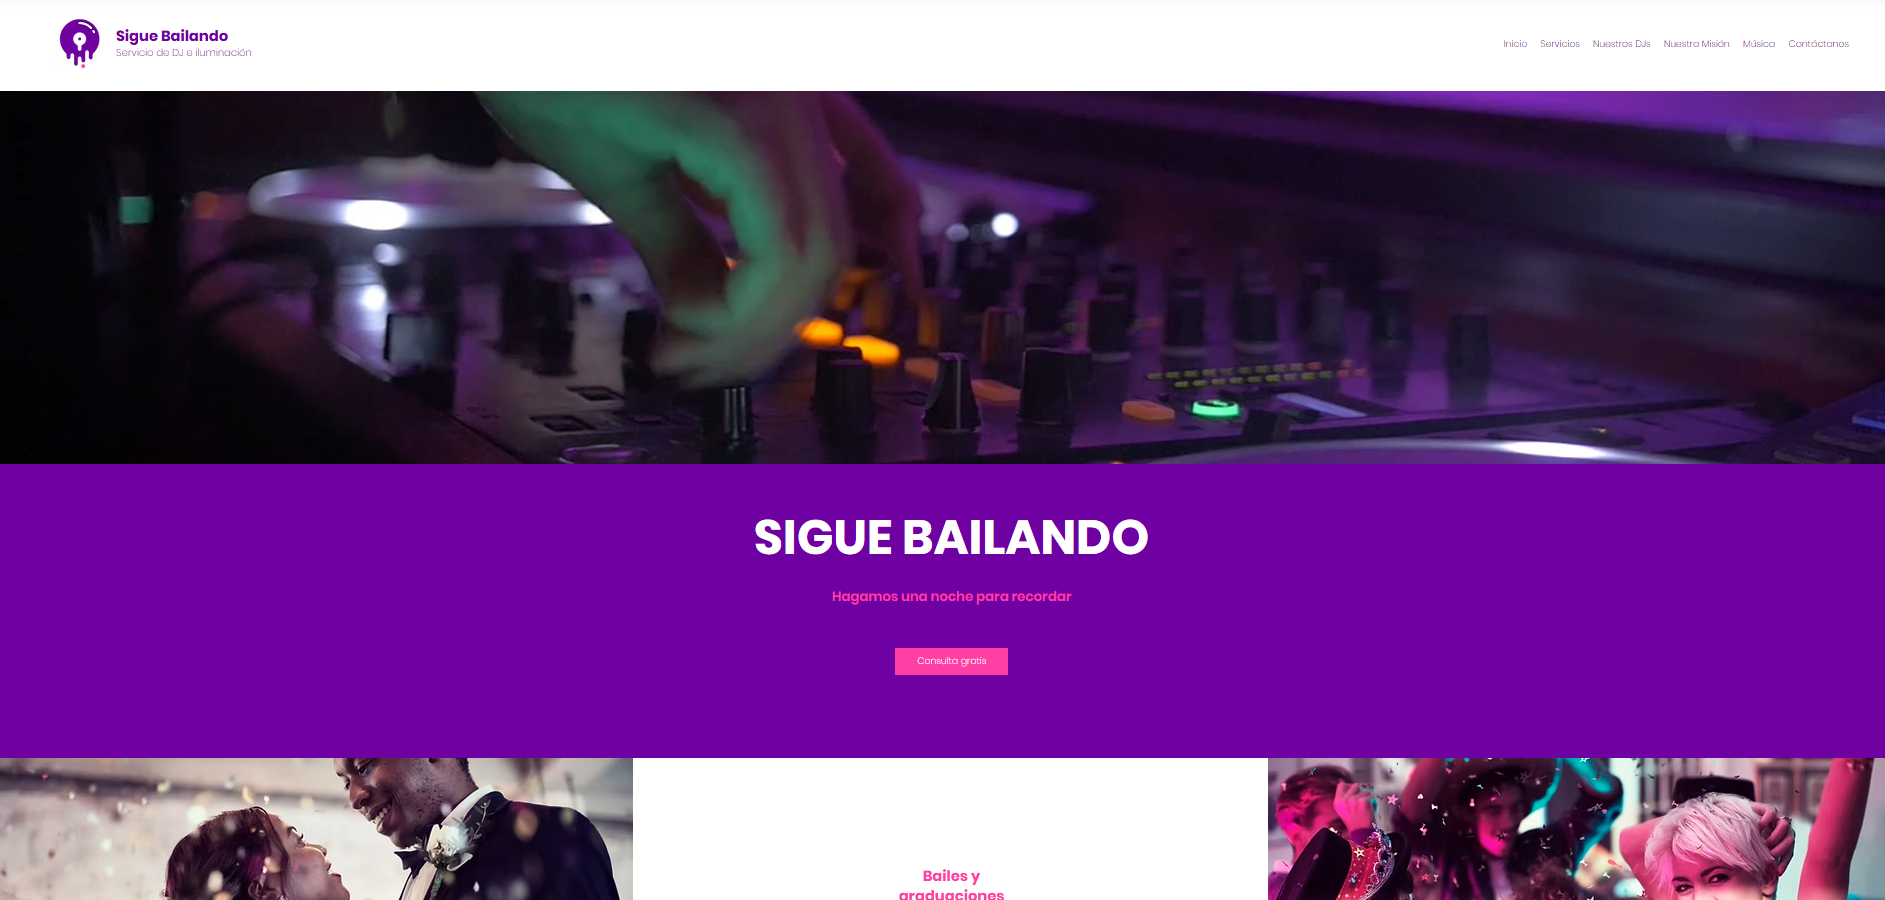 Sigue Bailando
Servicio de DJ e iluminación
Inicio Servicios Nuestros DJs Nuestra Misión Música Contáctanos
SIGUE BAILANDO
Hagamos una noche para recordar
Consulta gratis
Bailes y
graduaciones